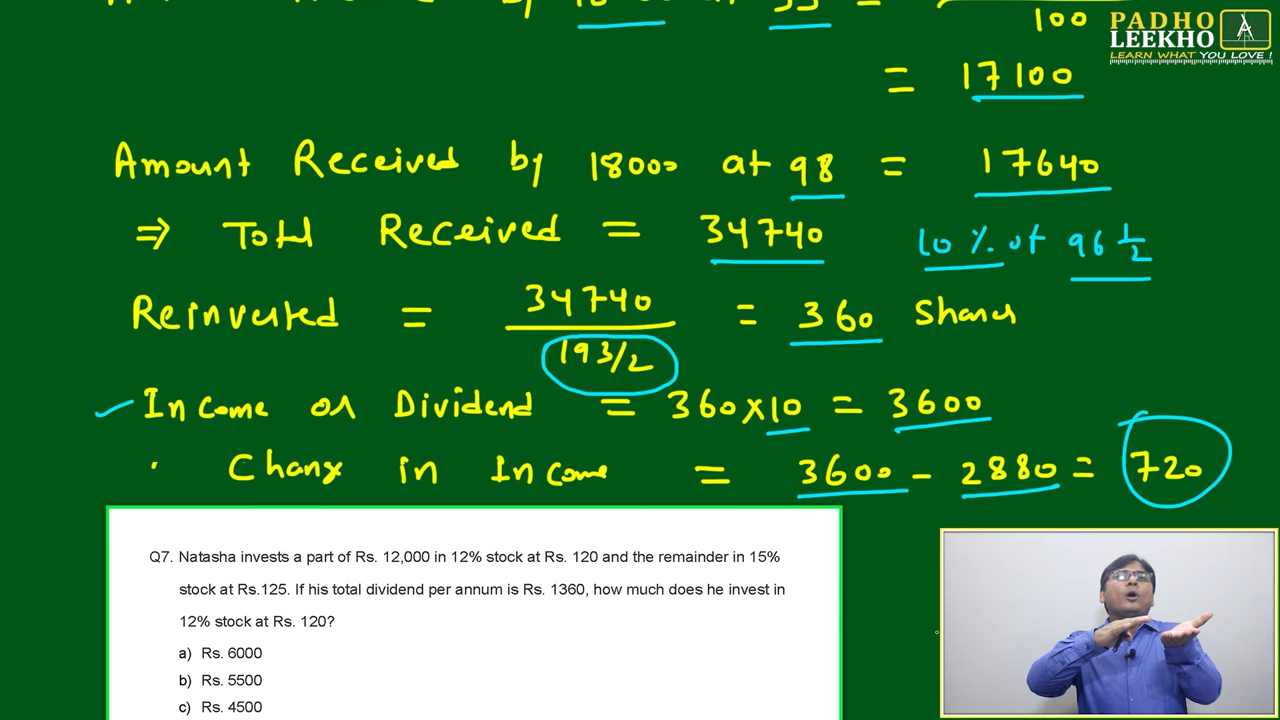 100
PADHO
LEEKHO
LEARN WHAT YOU LOVE !
= 17100
Amount Received by 18000 at 98 = 17640
⇒ Total Received = 34740
10 % of 96 1/2
Reinvested = 34740 / 193/2 = 360 Shares
Income or Dividend = 360×10 = 3600
Change in Income = 3600 - 2880 = 720
Q7. Natasha invests a part of Rs. 12,000 in 12% stock at Rs. 120 and the remainder in 15%
stock at Rs.125. If his total dividend per annum is Rs. 1360, how much does he invest in
12% stock at Rs. 120?
a) Rs. 6000
b) Rs. 5500
c) Rs. 4500